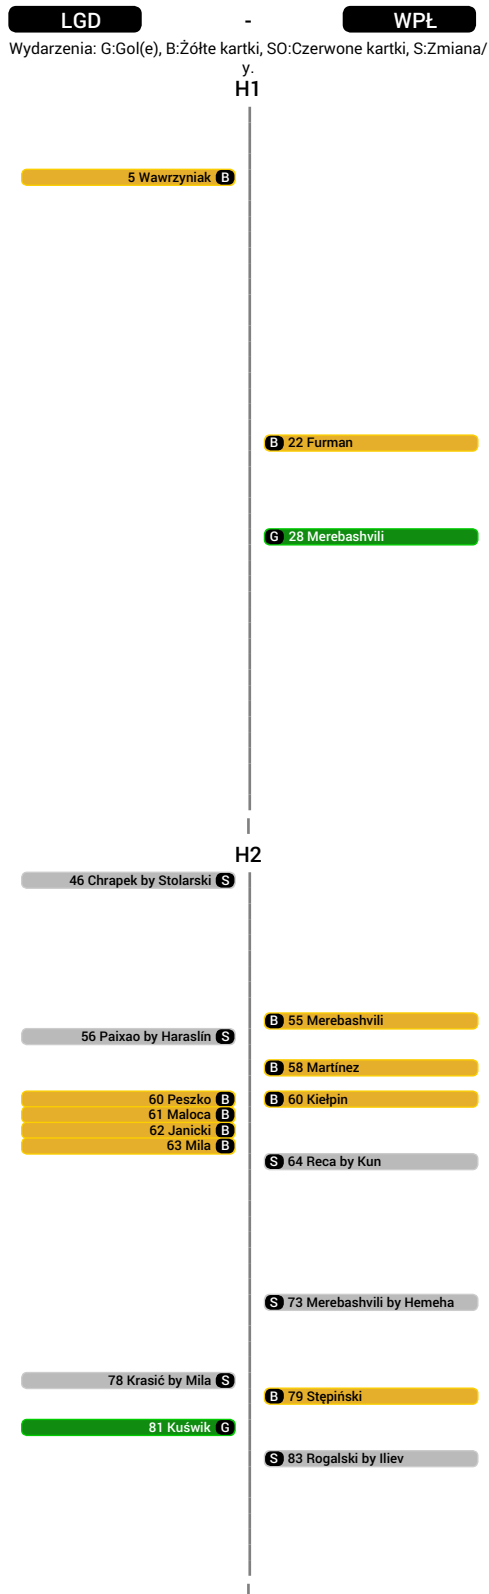 LGD - WPŁ
Wydarzenia: G:Gol(e), B:Żółte kartki, SO:Czerwone kartki, S:Zmiana/
y.
H1
5 Wawrzyniak B
B 22 Furman
G 28 Merebashvili
H2
46 Chrapek by Stolarski S
B 55 Merebashvili
56 Paixao by Haraslín S
B 58 Martínez
60 Peszko B
B 60 Kiełpin
61 Maloca B
62 Janicki B
63 Mila B
S 64 Reca by Kun
S 73 Merebashvili by Hemeha
78 Krasić by Mila S
B 79 Stępiński
81 Kuświk G
S 83 Rogalski by Iliev